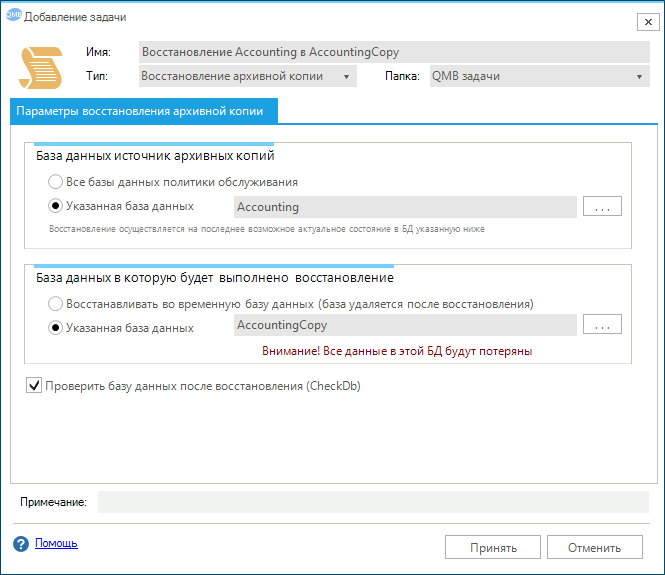 QMB Добавление задачи
Имя: Восстановление Accounting в AccountingCopy
Тип: Восстановление архивной копии Папка: QMB задачи
Параметры восстановления архивной копии
База данных источник архивных копий
Все базы данных политики обслуживания
Указанная база данных Accounting ...
Восстановление осуществляется на последнее возможное актуальное состояние в БД указанную ниже
База данных в которую будет выполнено восстановление
Восстанавливать во временную базу данных (база удаляется после восстановления)
Указанная база данных AccountingCopy ...
Внимание! Все данные в этой БД будут потеряны
Проверить базу данных после восстановления (CheckDb)
Примечание:
? Помощь Принять Отменить